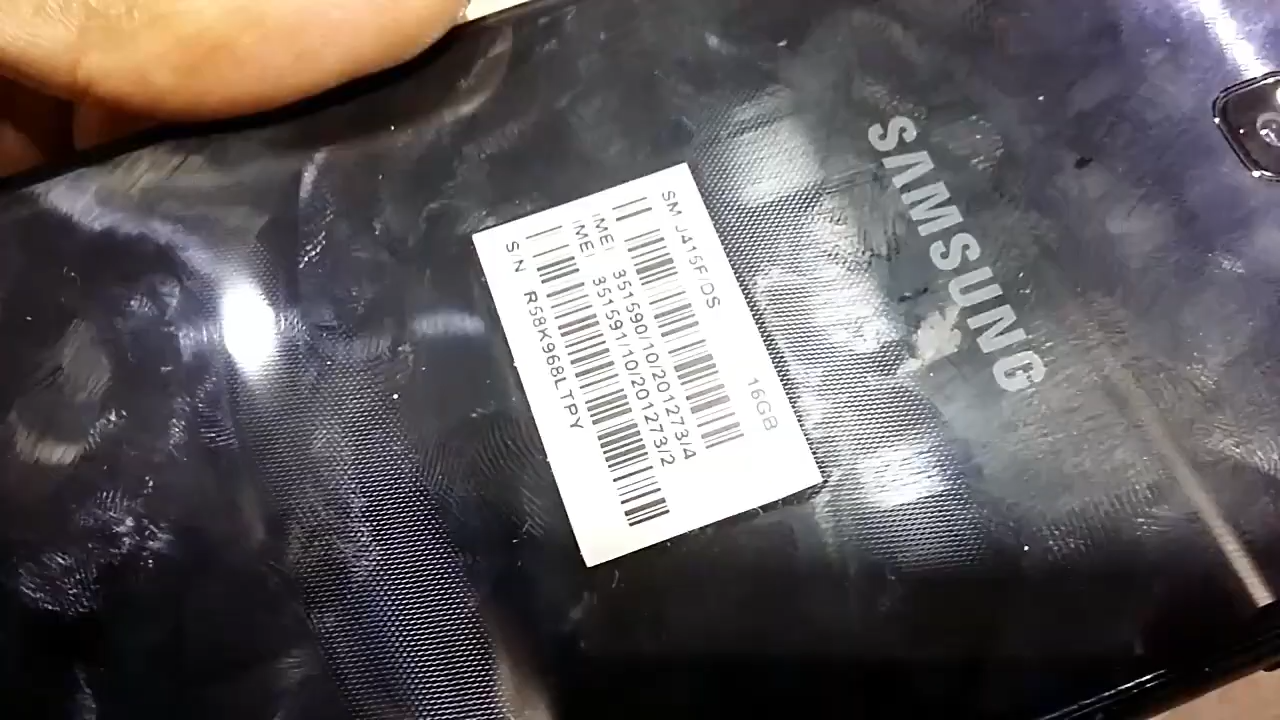 SAMSUNG
SM J415F/DS 16GB
IMEI 351590/10/201273/4
IMEI 351591/10/201273/2
S/N R58K968LTPY